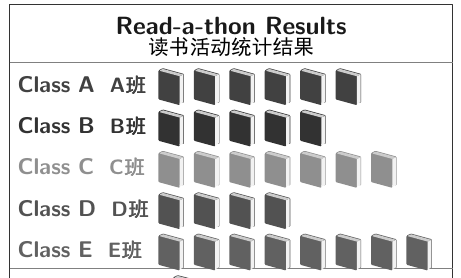 Read-a-thon Results
读书活动统计结果
Class A A班
Class B B班
Class C C班
Class D D班
Class E E班